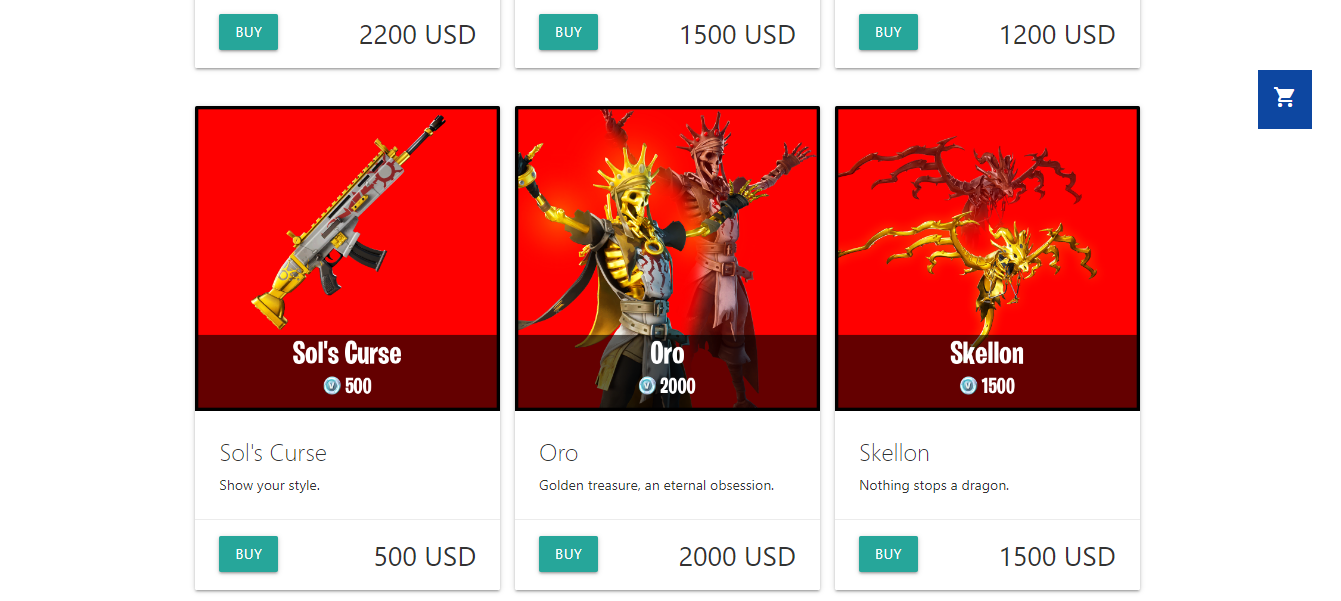 BUY 2200 USD
BUY 1500 USD
BUY 1200 USD
Sol's Curse
V 500
Oro
V 2000
Skellon
V 1500
Sol's Curse
Show your style.
Oro
Golden treasure, an eternal obsession.
Skellon
Nothing stops a dragon.
BUY 500 USD
BUY 2000 USD
BUY 1500 USD